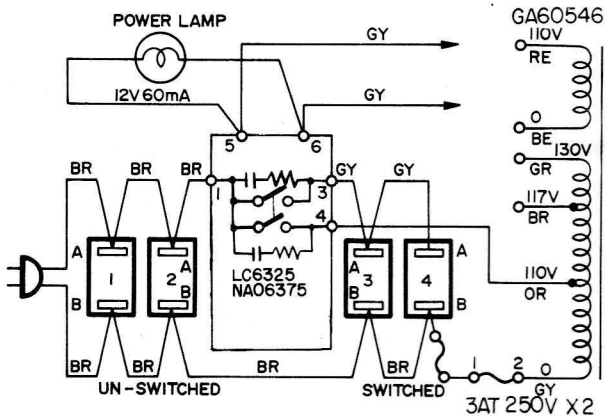 POWER LAMP
GA60546
110V
RE
GY
12V 60mA
GY
0
BE
5
6
130V
GR
BR
BR
BR
1
3
GY
GY
117V
BR
4
A
1
2
A
A
3
4
A
B
B
B
B
LC6325
NA06375
110V
OR
BR
BR
BR
BR
1
2
0
GY
UN-SWITCHED
SWITCHED
3AT 250V X2